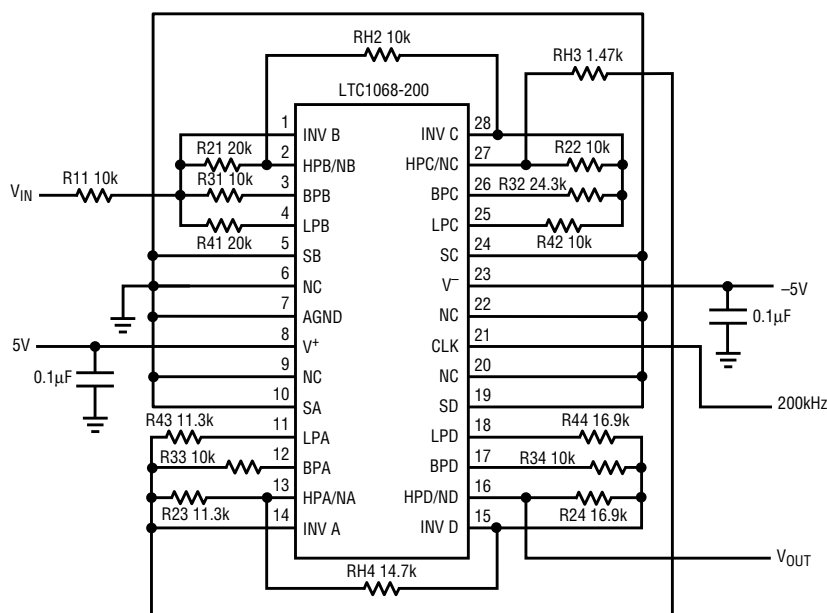 RH2 10k
RH3 1.47k
LTC1068-200
1 INV B INV C 28
R21 20k 2 HPB/NB HPC/NC 27 R22 10k
R11 10k
VIN
R31 10k 3 BPB BPC 26 R32 24.3k
R41 20k 4 LPB LPC 25 R42 10k
5 SB SC 24
6 NC V– 23 –5V
7 AGND NC 22 0.1µF
5V 8 V+ CLK 21
0.1µF 9 NC NC 20
10 SA SD 19 200kHz
R43 11.3k 11 LPA LPD 18 R44 16.9k
R33 10k 12 BPA BPD 17 R34 10k
13 HPA/NA HPD/ND 16
R23 11.3k 14 INV A INV D 15 R24 16.9k
VOUT
RH4 14.7k